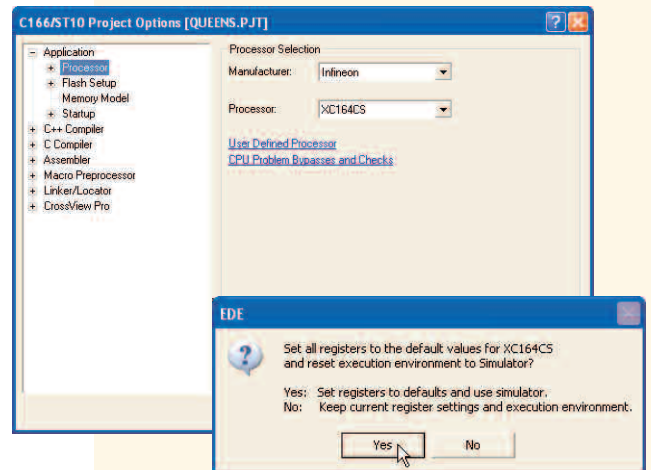 C166/ST10 Project Options [QUEENS.PJT]
Application
Processor
Flash Setup
Memory Model
Startup
C++ Compiler
C Compiler
Assembler
Macro Preprocessor
Linker/Locator
CrossView Pro
Processor Selection
Manufacturer: Infineon
Processor: XC164CS
User Defined Processor
CPU Problem Bypasses and Checks
EDE
Set all registers to the default values for XC164CS
and reset execution environment to Simulator?
Yes: Set registers to defaults and use simulator.
No: Keep current register settings and execution environment.
Yes No